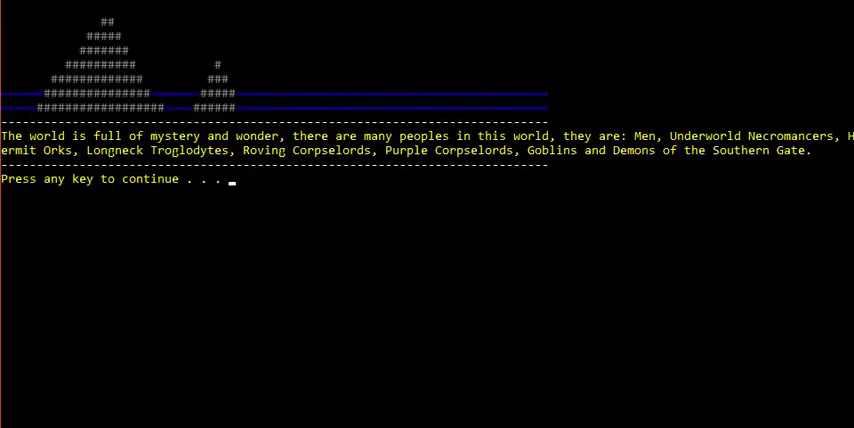 The world is full of mystery and wonder, there are many peoples in this world, they are: Men, Underworld Necromancers, H
ermit Orks, Longneck Troglodytes, Roving Corpselords, Purple Corpselords, Goblins and Demons of the Southern Gate.
Press any key to continue . . .